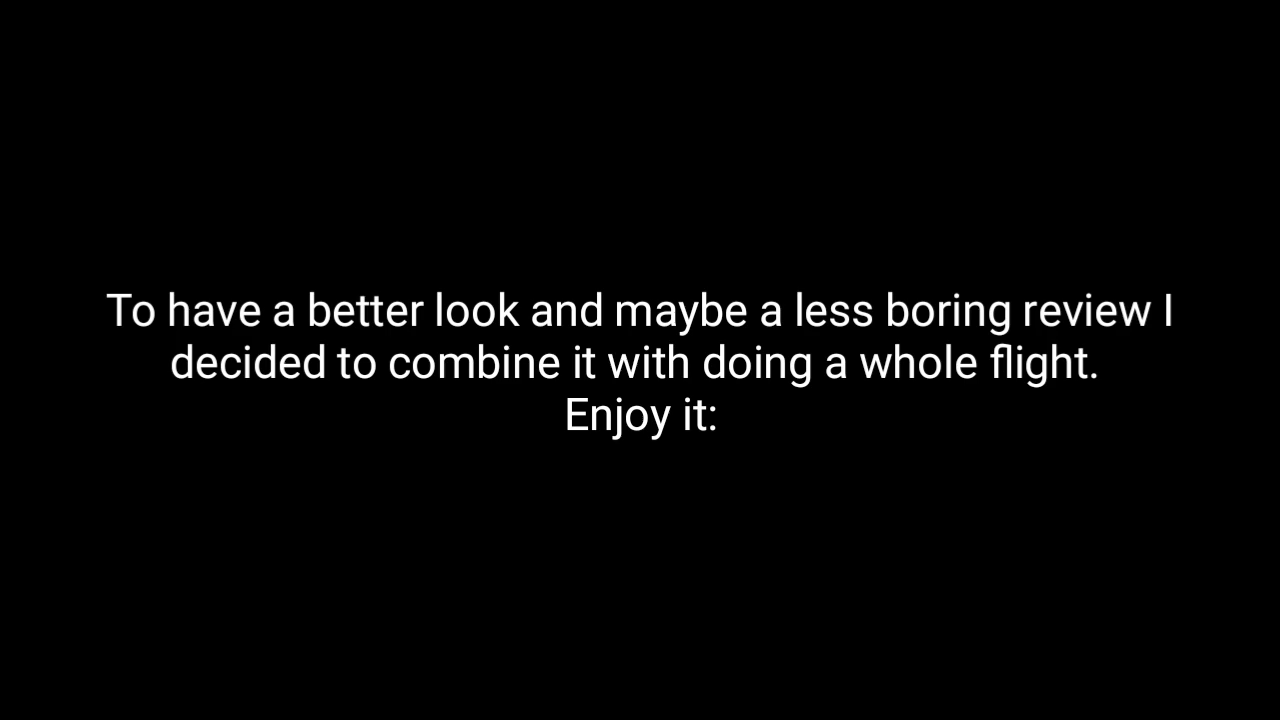 To have a better look and maybe a less boring review I
decided to combine it with doing a whole flight.
Enjoy it: